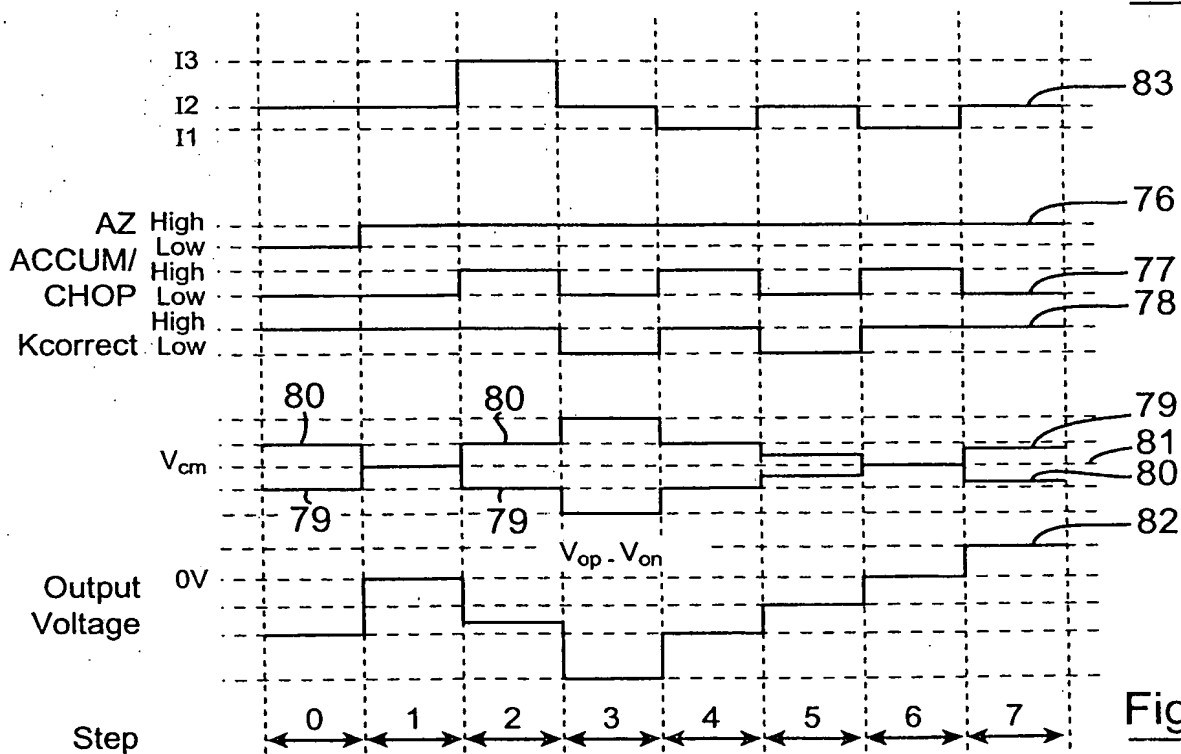 I3
I2
I1
83
AZ High
Low
76
ACCUM/
CHOP
High
Low
77
Kcorrect
High
Low
78
80
80
79
Vcm
81
80
79
79
82
Vop - Von
Output
Voltage
0V
Step
0 1 2 3 4 5 6 7
Fig